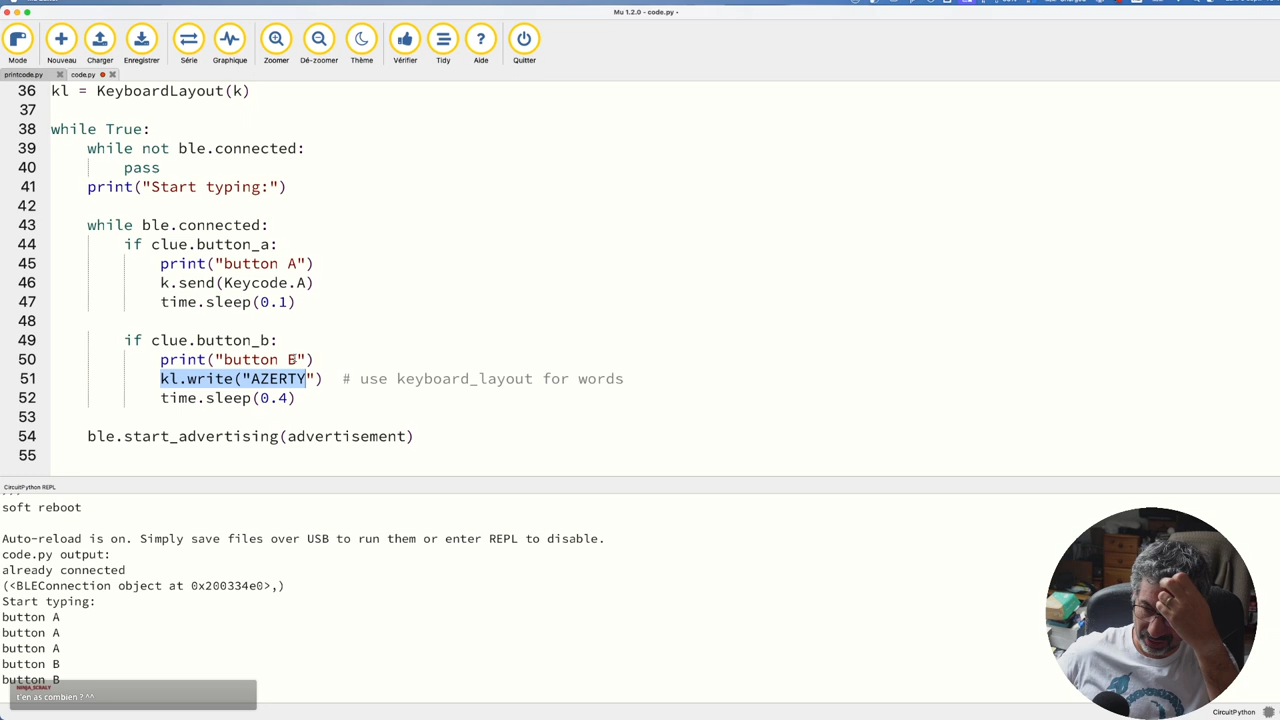 Mu 1.2.0 - code.py •
Mode
Nouveau
Charger
Enregistrer
Série
Graphique
Zoomer
Dé-zoomer
Thème
Vérifier
Tidy
Aide
Quitter
printcode.py
code.py
36 kl = KeyboardLayout(k)
37
38 while True:
39 while not ble.connected:
40 pass
41 print("Start typing:")
42
43 while ble.connected:
44 if clue.button_a:
45 print("button A")
46 k.send(Keycode.A)
47 time.sleep(0.1)
48
49 if clue.button_b:
50 print("button B")
51 kl.write("AZERTY") # use keyboard_layout for words
52 time.sleep(0.4)
53
54 ble.start_advertising(advertisement)
55
CircuitPython REPL
soft reboot
Auto-reload is on. Simply save files over USB to run them or enter REPL to disable.
code.py output:
already connected
(<BLEConnection object at 0x200334e0>,)
Start typing:
button A
button A
button A
button B
button B
NINJA_SCRALY
t'en as combien ? ^^
CircuitPython